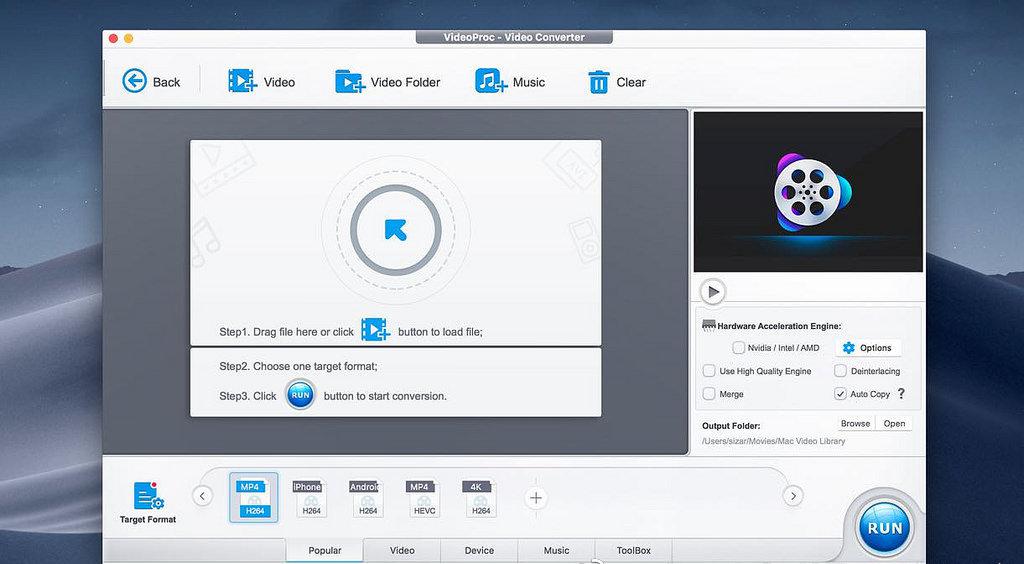 VideoProc - Video Converter
Back
Video
Video Folder
Music
Clear
Step1. Drag file here or click button to load file;
Step2. Choose one target format;
Step3. Click RUN button to start conversion.
Hardware Acceleration Engine:
Nvidia / Intel / AMD
Options
Use High Quality Engine
Deinterlacing
Merge
Auto Copy ?
Output Folder:
Browse
Open
/Users/sizar/Movies/Mac Video Library
Target Format
MP4
H264
iPhone
H264
Android
H264
MP4
HEVC
4K
H264
RUN
Popular
Video
Device
Music
ToolBox